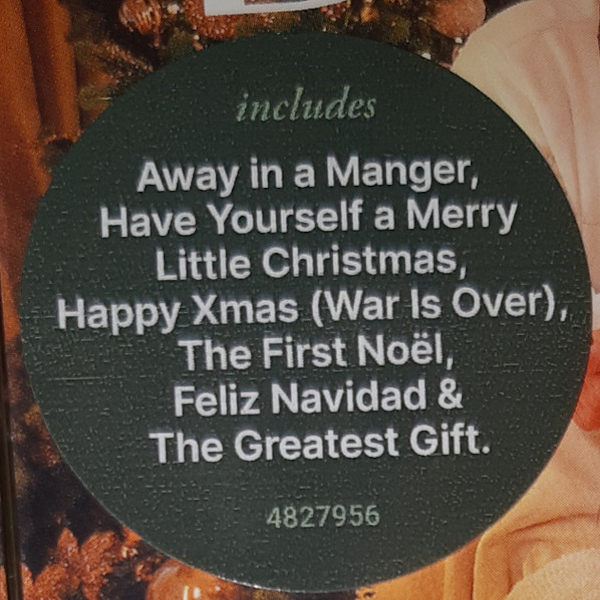 includes
Away in a Manger,
Have Yourself a Merry
Little Christmas,
Happy Xmas (War Is Over),
The First Noël,
Feliz Navidad &
The Greatest Gift.
4827956